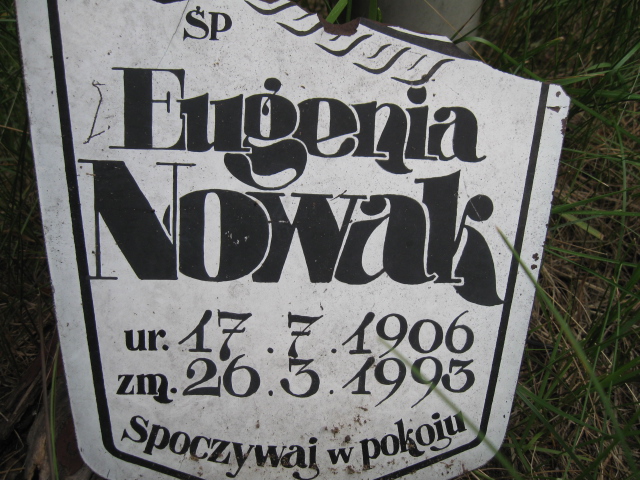 ŚP
Eugenia
Nowak
ur. 17.7.1906
zm. 26.3.1993
Spoczywaj w pokoju